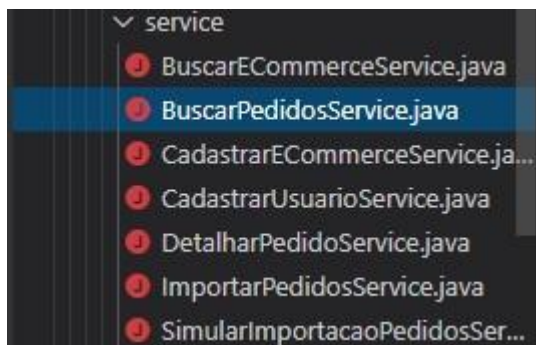 service
BuscarECommerceService.java
BuscarPedidosService.java
CadastrarECommerceService.ja...
CadastrarUsuarioService.java
DetalharPedidoService.java
ImportarPedidosService.java
SimularImportacaoPedidosSer...